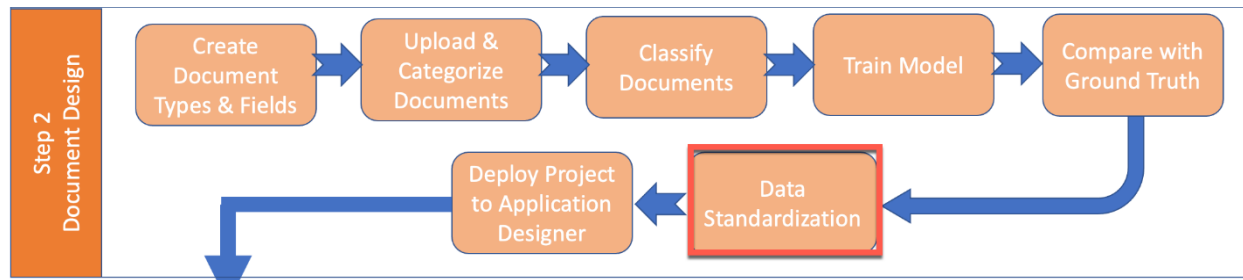 Step 2
Document Design
Create
Document
Types & Fields
Upload &
Categorize
Documents
Classify
Documents
Train Model
Compare with
Ground Truth
Data
Standardization
Deploy Project
to Application
Designer